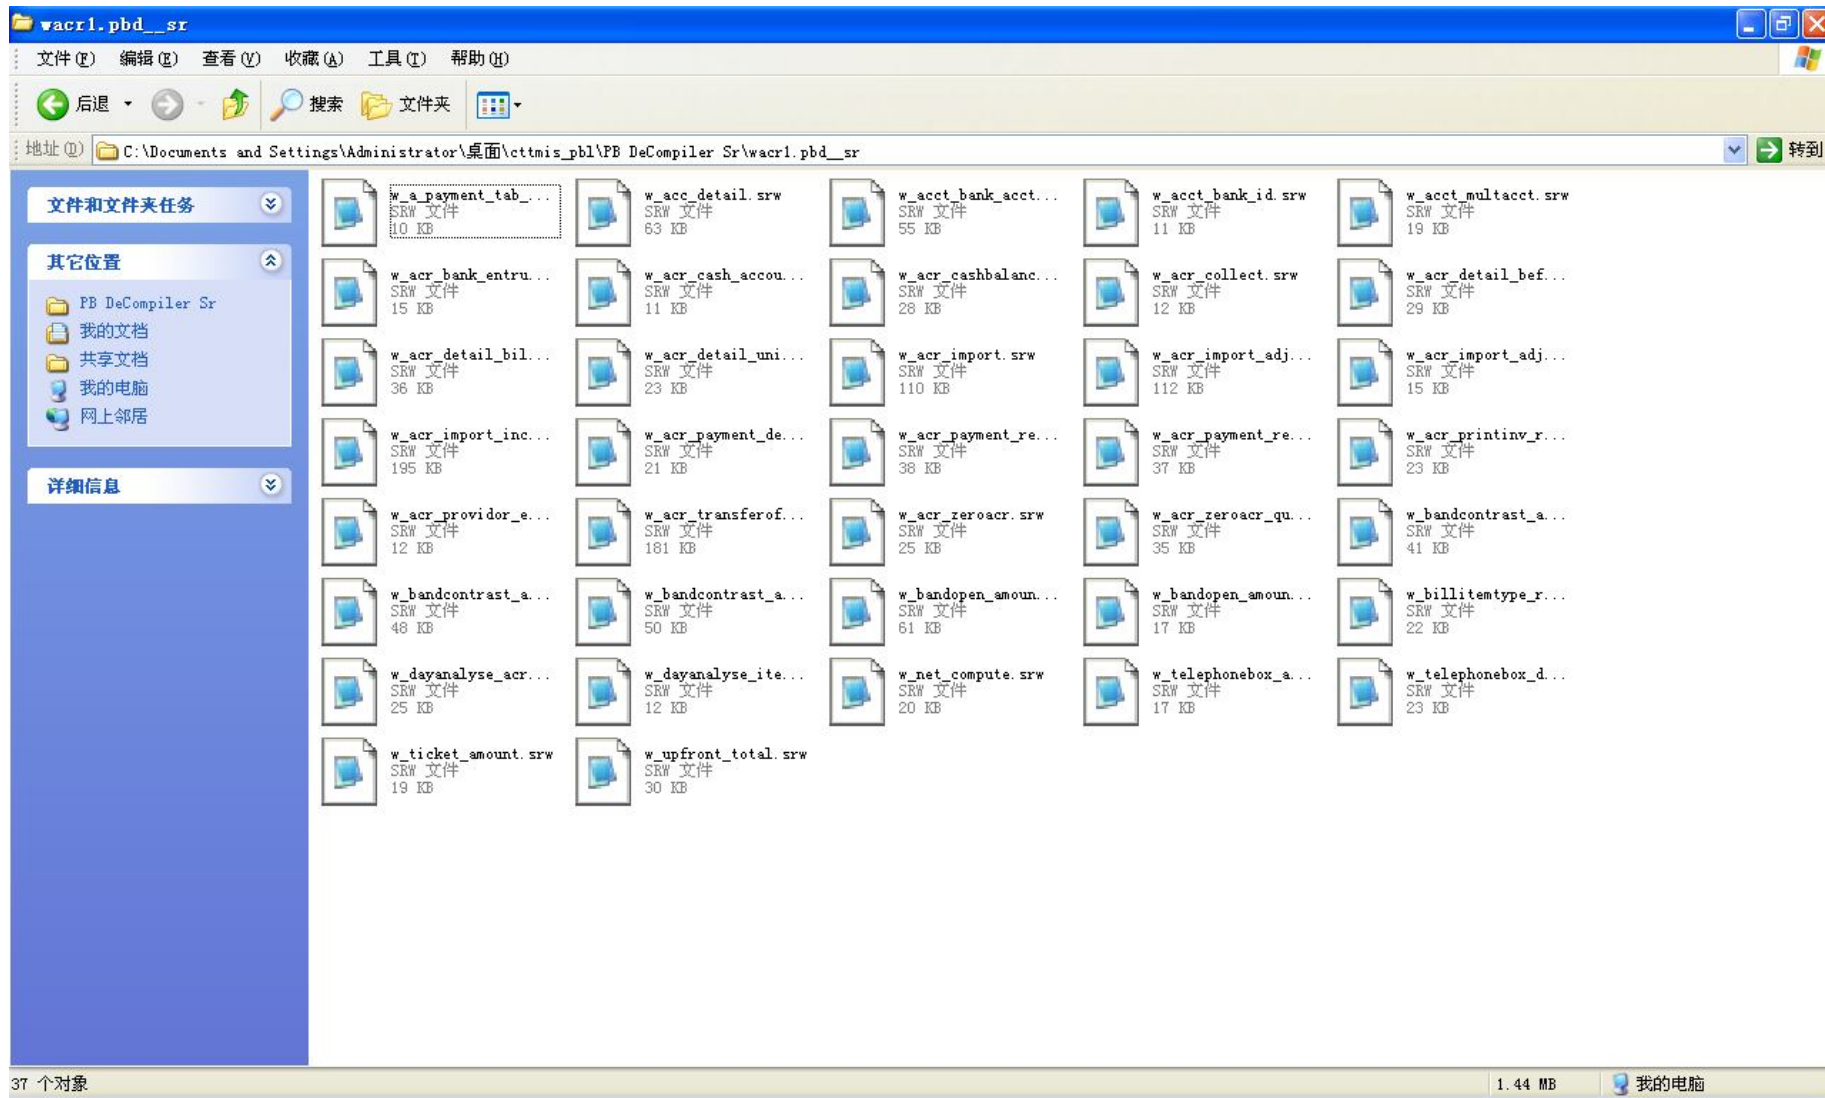 wacr1.pbd__sr
文件(F) 编辑(E) 查看(V) 收藏(A) 工具(T) 帮助(H)
后退 搜索 文件夹
地址(D) C:\Documents and Settings\Administrator\桌面\cttmis_pbl\PB DeCompiler Sr\wacr1.pbd__sr 转到
文件和文件夹任务
其它位置
PB DeCompiler Sr
我的文档
共享文档
我的电脑
网上邻居
详细信息
w_a_payment_tab_...
SRW 文件
10 KB
w_acc_detail.srw
SRW 文件
63 KB
w_acct_bank_acct...
SRW 文件
55 KB
w_acct_bank_id.srw
SRW 文件
11 KB
w_acct_multacct.srw
SRW 文件
19 KB
w_acr_bank_entru...
SRW 文件
15 KB
w_acr_cash_accou...
SRW 文件
11 KB
w_acr_cashbalanc...
SRW 文件
28 KB
w_acr_collect.srw
SRW 文件
12 KB
w_acr_detail_bef...
SRW 文件
29 KB
w_acr_detail_bil...
SRW 文件
36 KB
w_acr_detail_uni...
SRW 文件
23 KB
w_acr_import.srw
SRW 文件
110 KB
w_acr_import_adj...
SRW 文件
112 KB
w_acr_import_adj...
SRW 文件
15 KB
w_acr_import_inc...
SRW 文件
195 KB
w_acr_payment_de...
SRW 文件
21 KB
w_acr_payment_re...
SRW 文件
38 KB
w_acr_payment_re...
SRW 文件
37 KB
w_acr_printinv_r...
SRW 文件
23 KB
w_acr_providor_e...
SRW 文件
12 KB
w_acr_transferof...
SRW 文件
181 KB
w_acr_zeroacr.srw
SRW 文件
25 KB
w_acr_zeroacr_qu...
SRW 文件
35 KB
w_bandcontrast_a...
SRW 文件
41 KB
w_bandcontrast_a...
SRW 文件
48 KB
w_bandcontrast_a...
SRW 文件
50 KB
w_bandopen_amoun...
SRW 文件
61 KB
w_bandopen_amoun...
SRW 文件
17 KB
w_billitemtype_r...
SRW 文件
22 KB
w_dayanalyse_acr...
SRW 文件
25 KB
w_dayanalyse_ite...
SRW 文件
12 KB
w_net_compute.srw
SRW 文件
20 KB
w_telephonebox_a...
SRW 文件
17 KB
w_telephonebox_d...
SRW 文件
23 KB
w_ticket_amount.srw
SRW 文件
19 KB
w_upfront_total.srw
SRW 文件
30 KB
37 个对象 1.44 MB 我的电脑